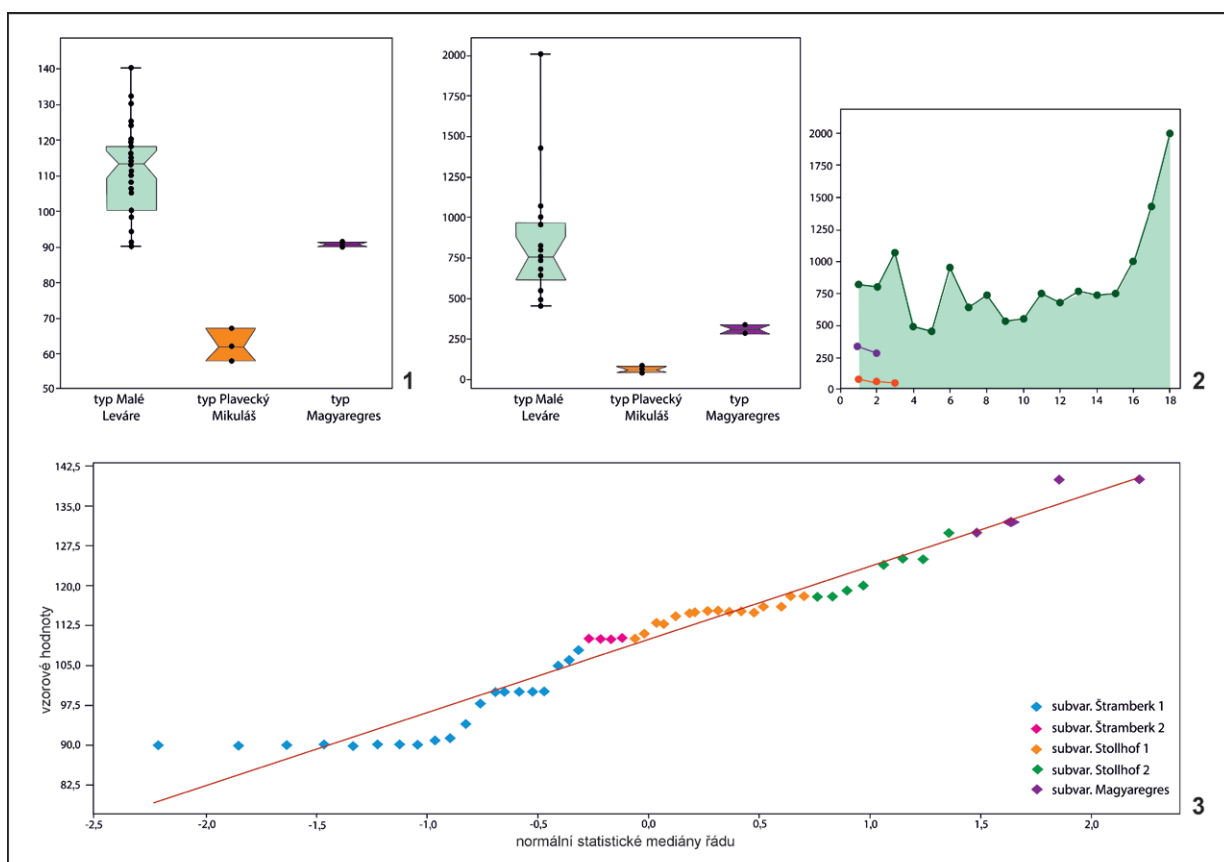 140
130
120
110
100
90
80
70
60
50
typ Malé
Leváre
typ Plavecký
Mikuláš
typ
Magyaregres
1
2000
1750
1500
1250
1000
750
500
250
0
typ Malé
Leváre
typ Plavecký
Mikuláš
typ
Magyaregres
2000
1750
1500
1250
1000
750
500
250
0
0 2 4 6 8 10 12 14 16 18
2
vzorové hodnoty
142,5
135,0
127,5
120,0
112,5
105,0
97,5
90,0
82,5
-2,5 -2,0 -1,5 -1,0 -0,5 0,0 0,5 1,0 1,5 2,0
normální statistické mediány řádu
subvar. Štramberk 1
subvar. Štramberk 2
subvar. Stollhof 1
subvar. Stollhof 2
subvar. Magyaregres
3